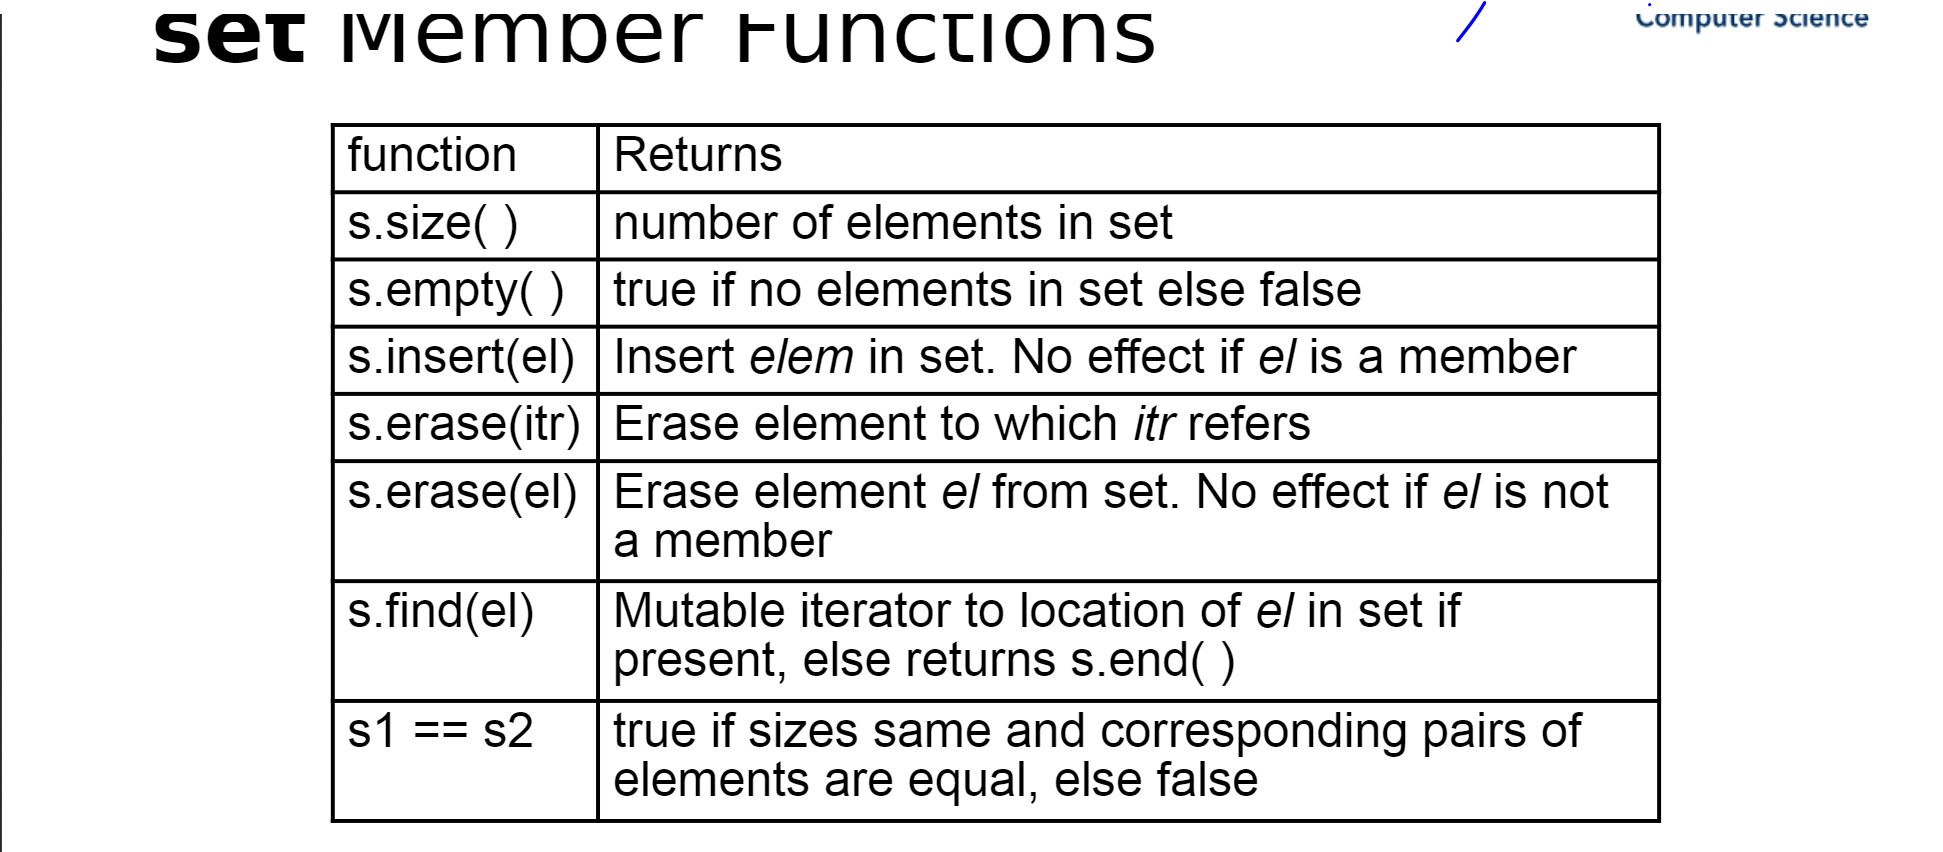 set Member Functions
Computer Science
function Returns
s.size( ) number of elements in set
s.empty( ) true if no elements in set else false
s.insert(el) Insert elem in set. No effect if el is a member
s.erase(itr) Erase element to which itr refers
s.erase(el) Erase element el from set. No effect if el is not
a member
s.find(el) Mutable iterator to location of el in set if
present, else returns s.end( )
s1 == s2 true if sizes same and corresponding pairs of
elements are equal, else false